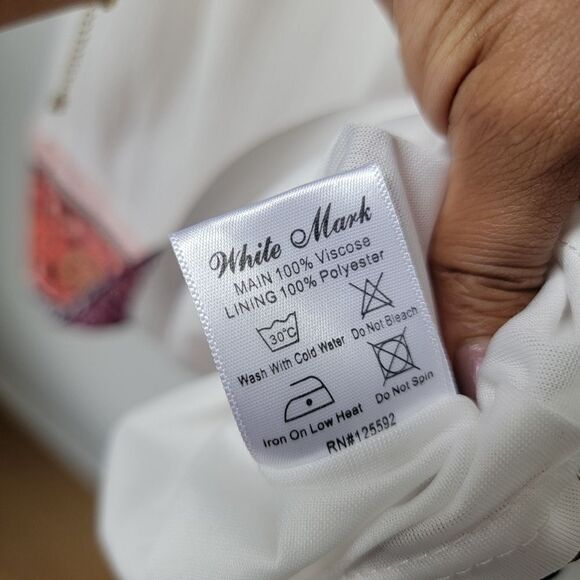 White Mark
MAIN 100% Viscose
LINING 100% Polyester
30°C
Wash With Cold Water Do Not Bleach
Iron On Low Heat Do Not Spin
RN#125592